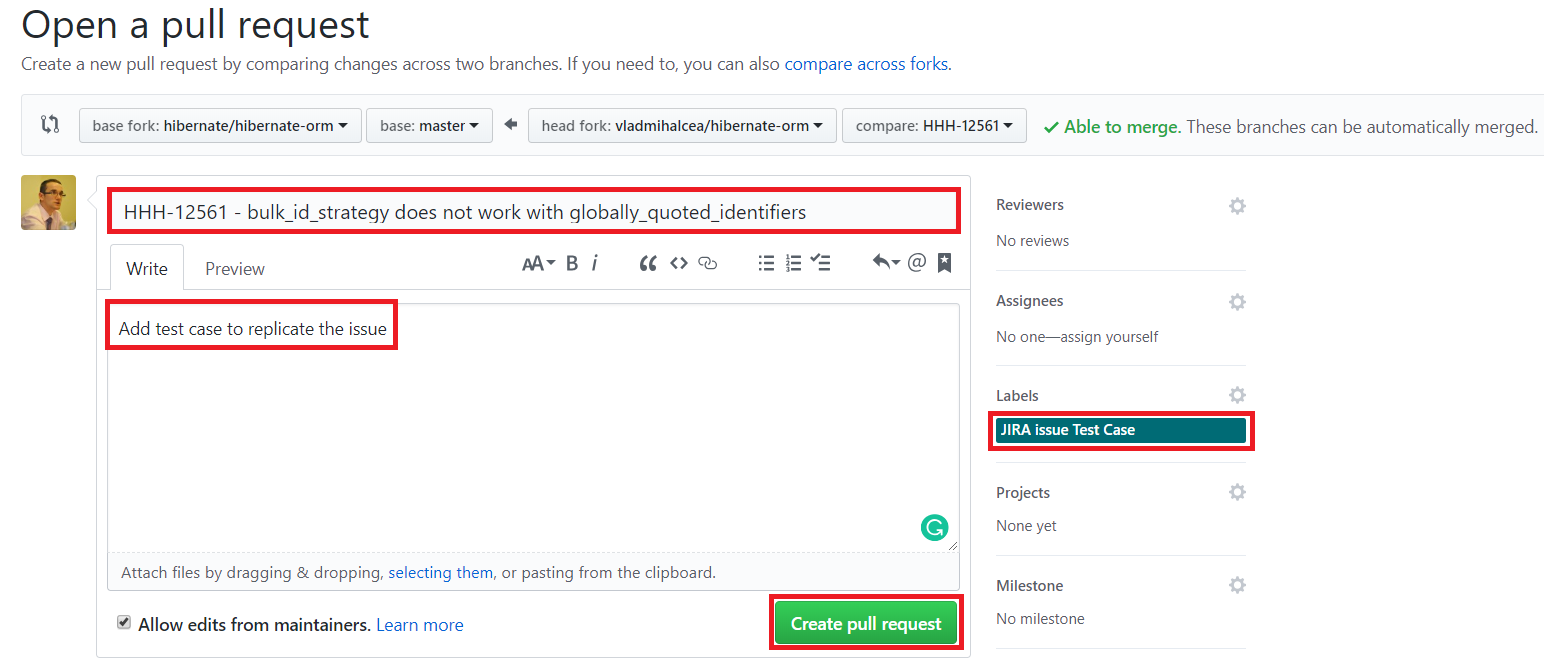 Open a pull request
Create a new pull request by comparing changes across two branches. If you need to, you can also compare across forks.
base fork: hibernate/hibernate-orm base: master head fork: vladmihalcea/hibernate-orm compare: HHH-12561 Able to merge. These branches can be automatically merged.
HHH-12561 - bulk_id_strategy does not work with globally_quoted_identifiers
Write Preview AA B i @
Add test case to replicate the issue
Attach files by dragging & dropping, selecting them, or pasting from the clipboard.
Allow edits from maintainers. Learn more Create pull request
Reviewers
No reviews
Assignees
No one—assign yourself
Labels
JIRA issue Test Case
Projects
None yet
Milestone
No milestone